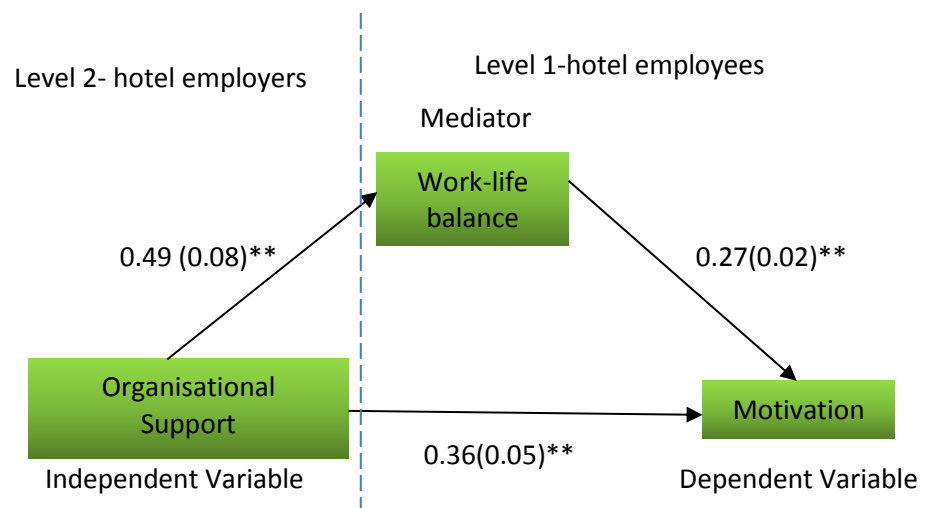 Level 2- hotel employers
Level 1-hotel employees
Mediator
Work-life
balance
0.49 (0.08)**
0.27(0.02)**
Organisational
Support
Motivation
0.36(0.05)**
Independent Variable
Dependent Variable